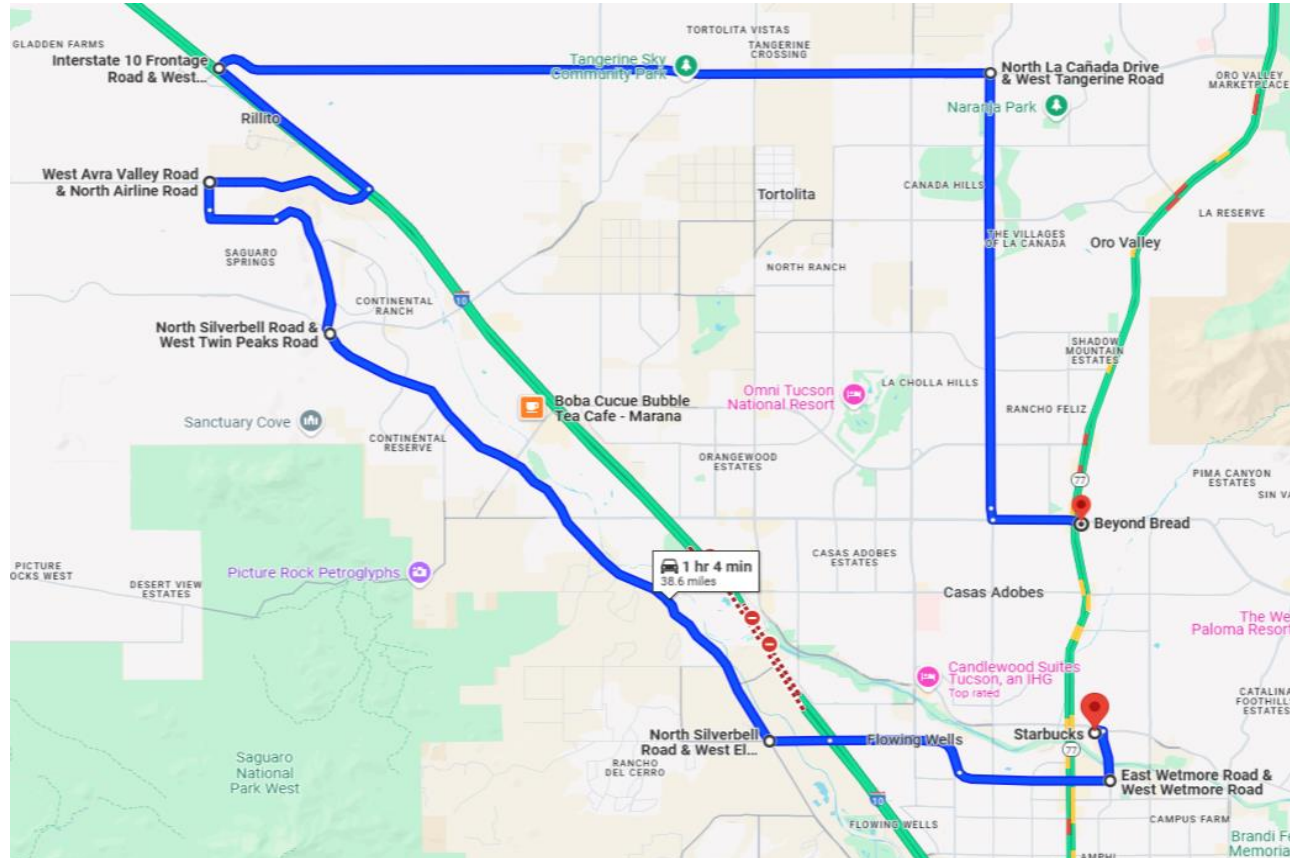 GLADDEN FARMS
Interstate 10 Frontage
Road & West...
TORTOLITA VISTAS
TANGERINE
CROSSING
Tangerine Sky
Community Park
North La Cañada Drive
& West Tangerine Road
ORO VALLEY
MARKETPLACE
Naranja Park
Rillito
West Avra Valley Road
& North Airline Road
Tortolita
CANADA HILLS
LA RESERVE
THE VILLAGES
OF LA CANADA
Oro Valley
SAGUARO
SPRINGS
NORTH RANCH
CONTINENTAL
RANCH
10
North Silverbell Road &
West Twin Peaks Road
SHADOW
MOUNTAIN
ESTATES
LA CHOLLA HILLS
Omni Tucson
National Resort
Boba Cucue Bubble
Tea Cafe - Marana
RANCHO FELIZ
Sanctuary Cove
CONTINENTAL
RESERVE
ORANGEWOOD
ESTATES
PIMA CANYON
ESTATES
77
SIN VA
Beyond Bread
CASAS ADOBES
ESTATES
1 hr 4 min
38.6 miles
PICTURE
OCKS WEST
DESERT VIEW
ESTATES
Picture Rock Petroglyphs
Casas Adobes
The We
Paloma Resor
Candlewood Suites
Tucson, an IHG
Top rated
CATALINA
FOOTHILL
ESTATES
North Silverbell
Road & West El...
Flowing Wells
Starbucks
77
Saguaro
National
Park West
RANCHO
DEL CERRO
East Wetmore Road &
West Wetmore Road
10
FLOWING WELLS
CAMPUS FARM
Brandi Fe
Memoria
AMPHI